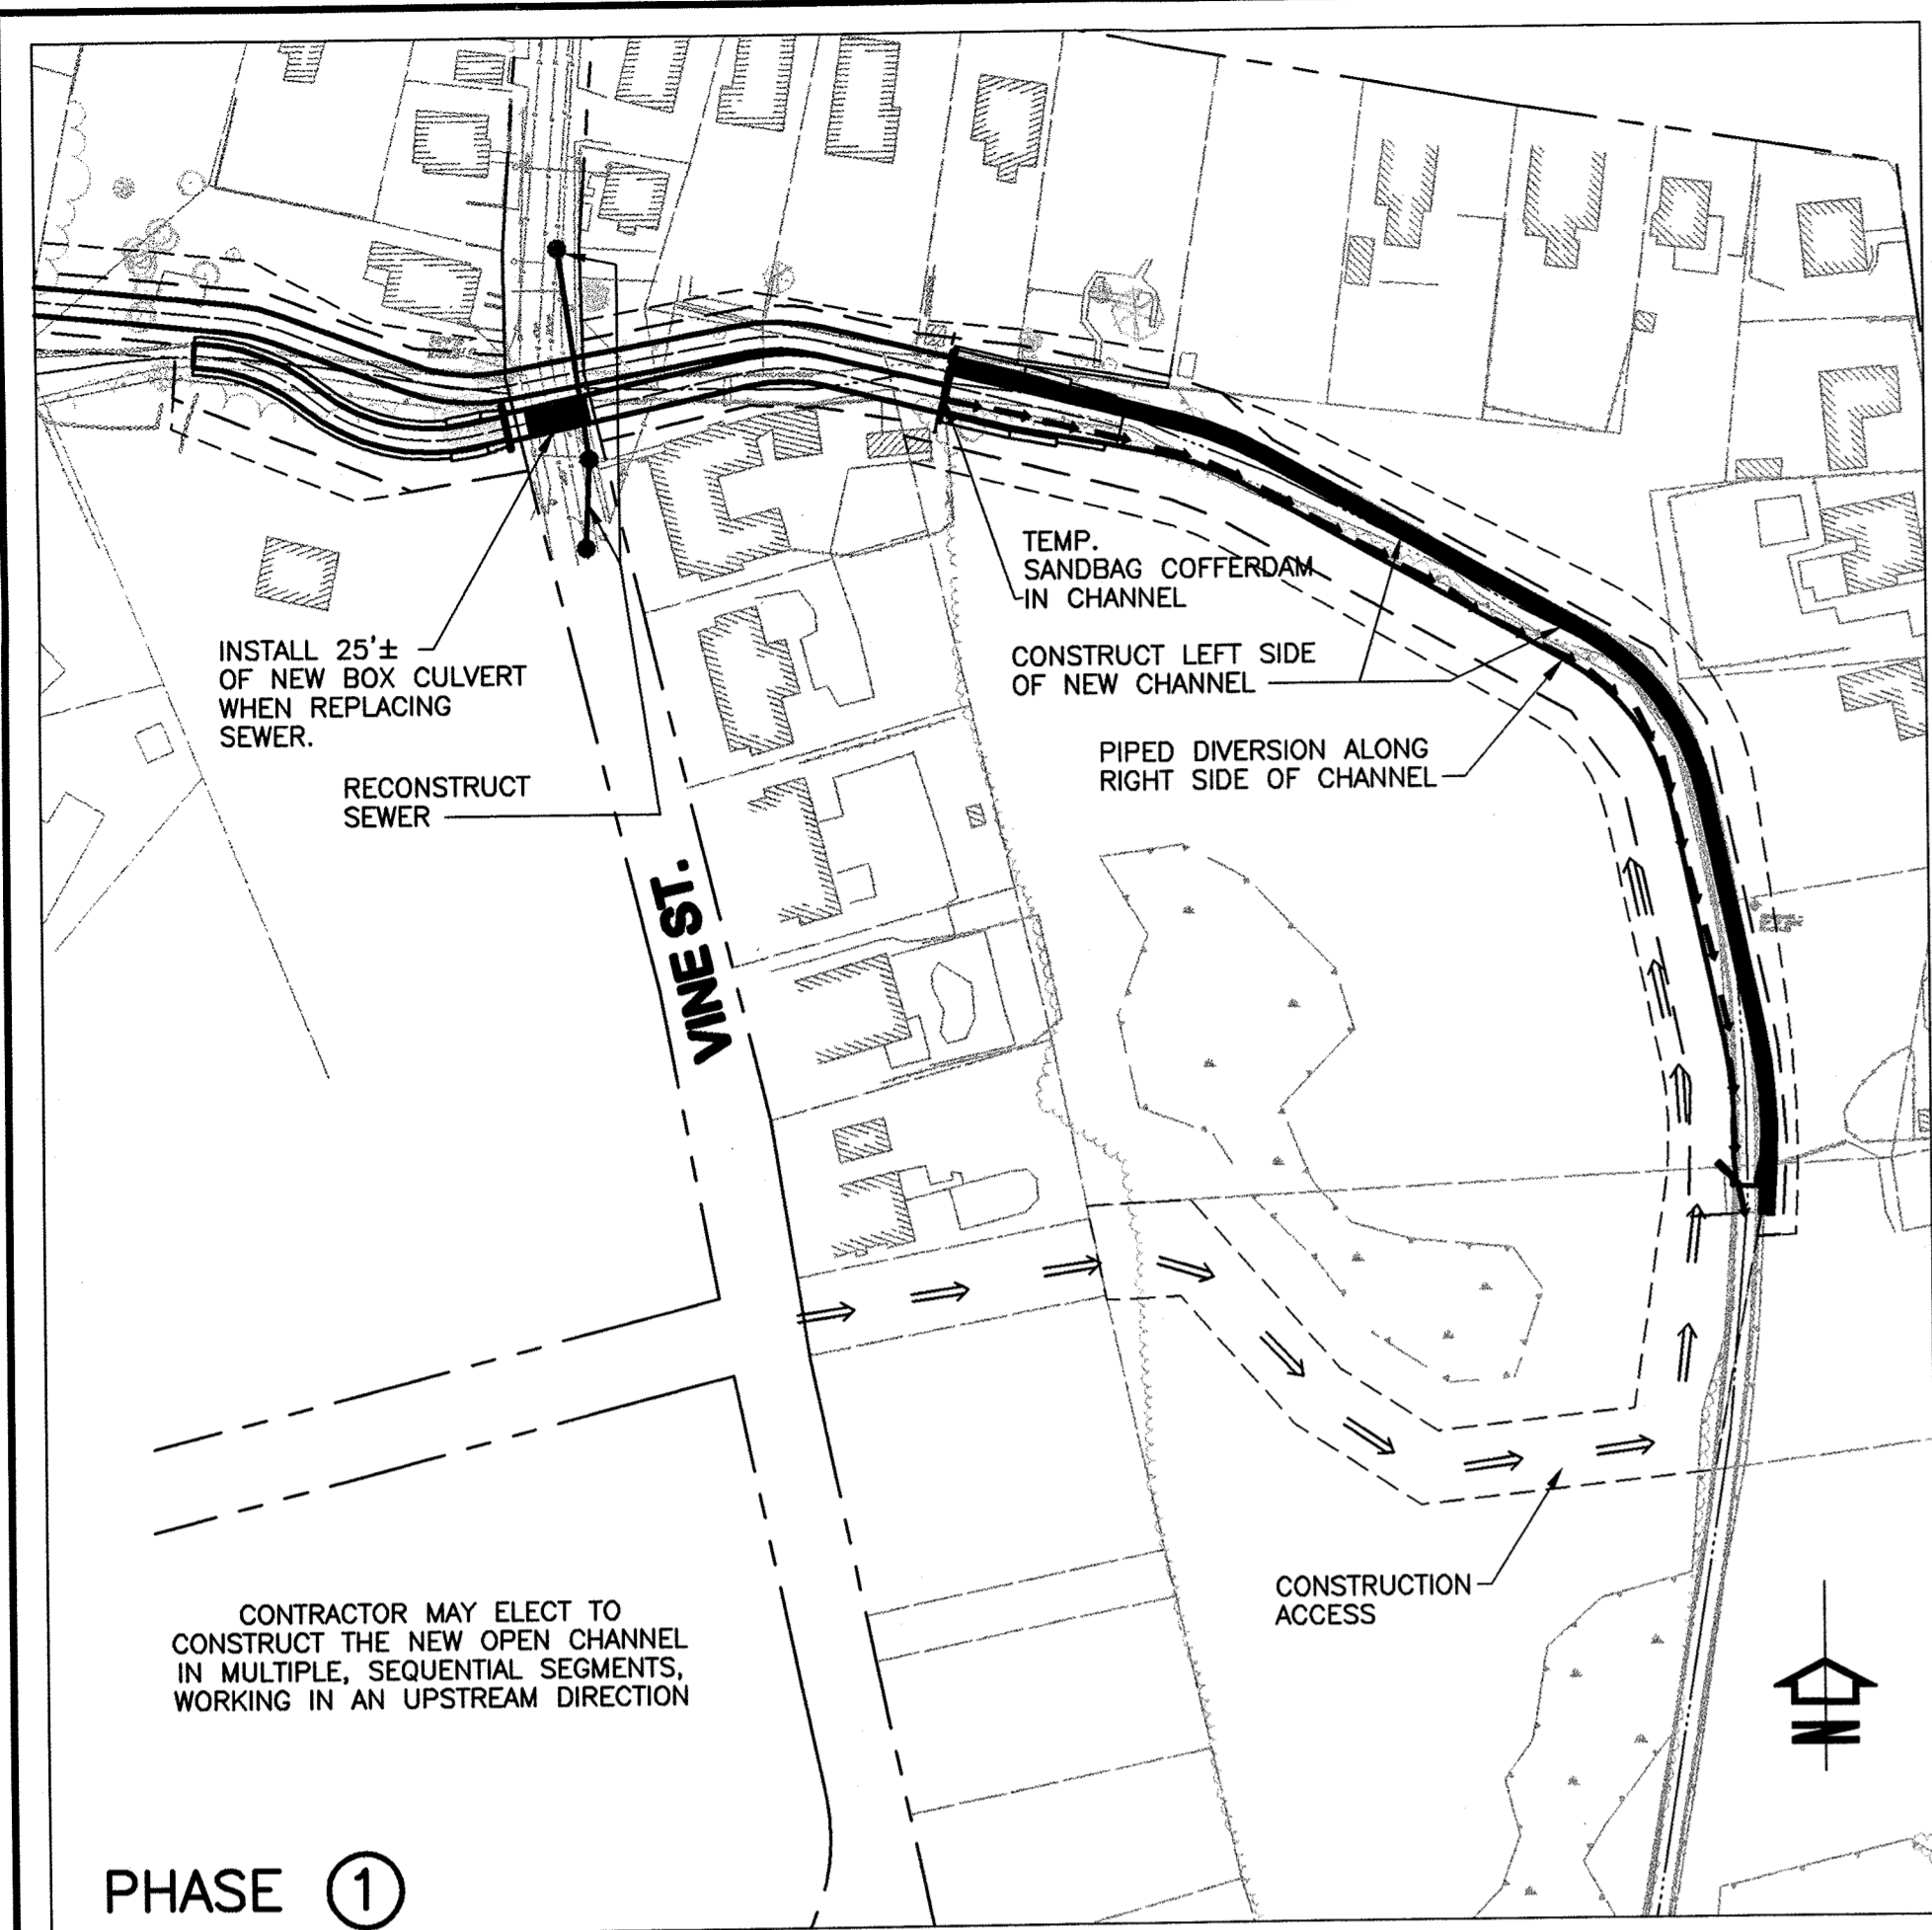 TEMP.
SANDBAG COFFERDAM
IN CHANNEL
INSTALL 25'±
OF NEW BOX CULVERT
WHEN REPLACING
SEWER.
CONSTRUCT LEFT SIDE
OF NEW CHANNEL
PIPED DIVERSION ALONG
RIGHT SIDE OF CHANNEL
RECONSTRUCT
SEWER
VINE ST.
CONSTRUCTION
ACCESS
CONTRACTOR MAY ELECT TO
CONSTRUCT THE NEW OPEN CHANNEL
IN MULTIPLE, SEQUENTIAL SEGMENTS,
WORKING IN AN UPSTREAM DIRECTION
N
PHASE 1